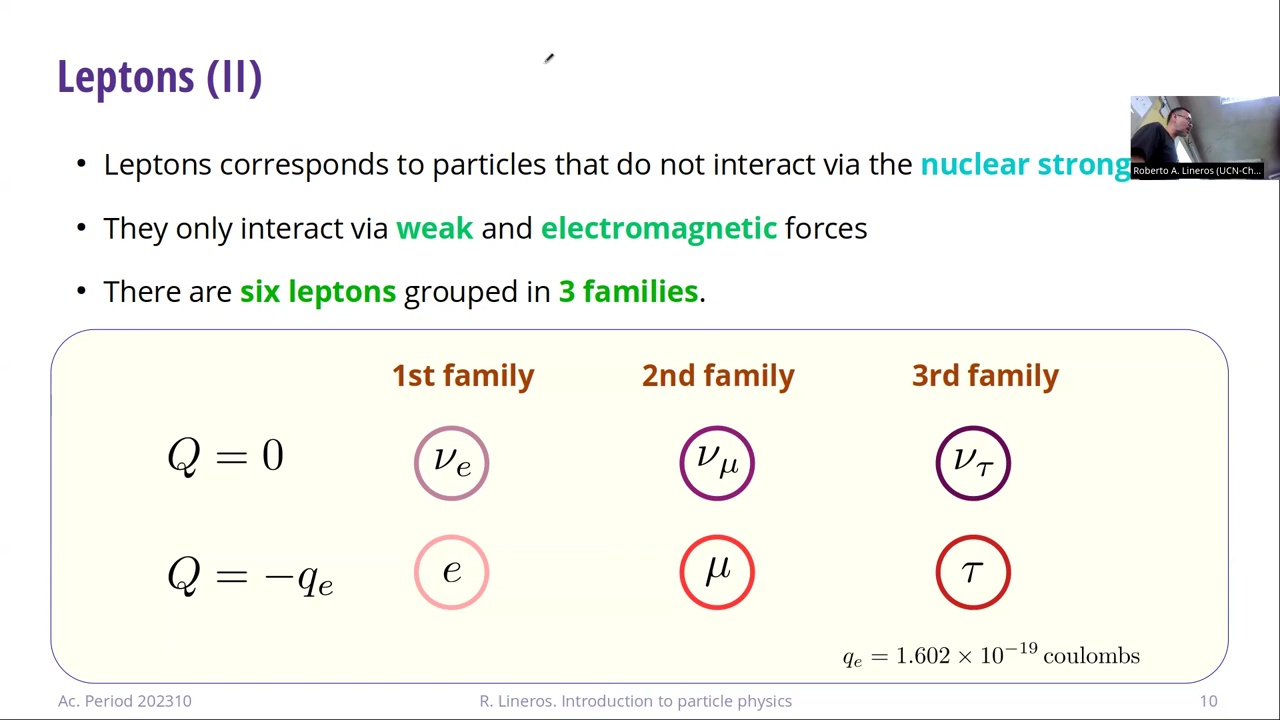 Leptons (II)
• Leptons corresponds to particles that do not interact via the nuclear strong
Roberto A. Lineros (UCN-Ch...
• They only interact via weak and electromagnetic forces
• There are six leptons grouped in 3 families.
1st family 2nd family 3rd family
Q = 0 ν_e ν_μ ν_τ
Q = −q_e e μ τ
q_e = 1.602 × 10^{−19} coulombs
Ac. Period 202310 R. Lineros. Introduction to particle physics 10